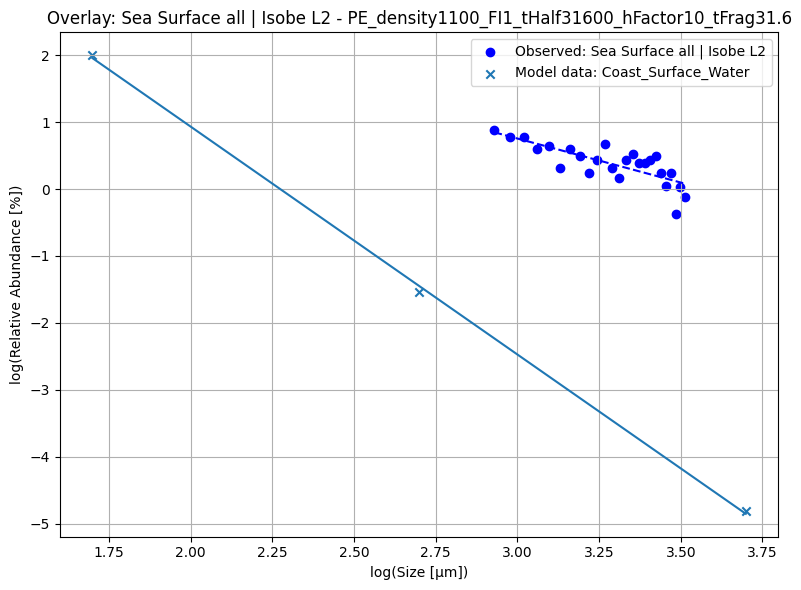 Overlay: Sea Surface all | Isobe L2 - PE_density1100_FI1_tHalf31600_hFactor10_tFrag31.6
Observed: Sea Surface all | Isobe L2
Model data: Coast_Surface_Water
log(Relative Abundance [%])
2
1
0
−1
−2
−3
−4
−5
1.75 2.00 2.25 2.50 2.75 3.00 3.25 3.50 3.75
log(Size [μm])